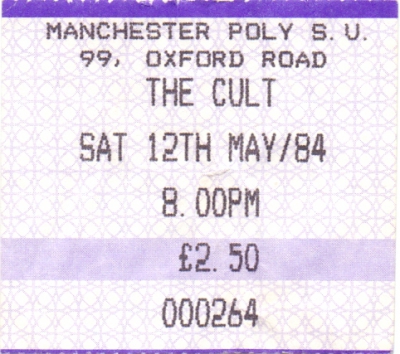 MANCHESTER POLY S. U.
99, OXFORD ROAD
THE CULT
SAT 12TH MAY/84
8. 00PM
£2. 50
000264